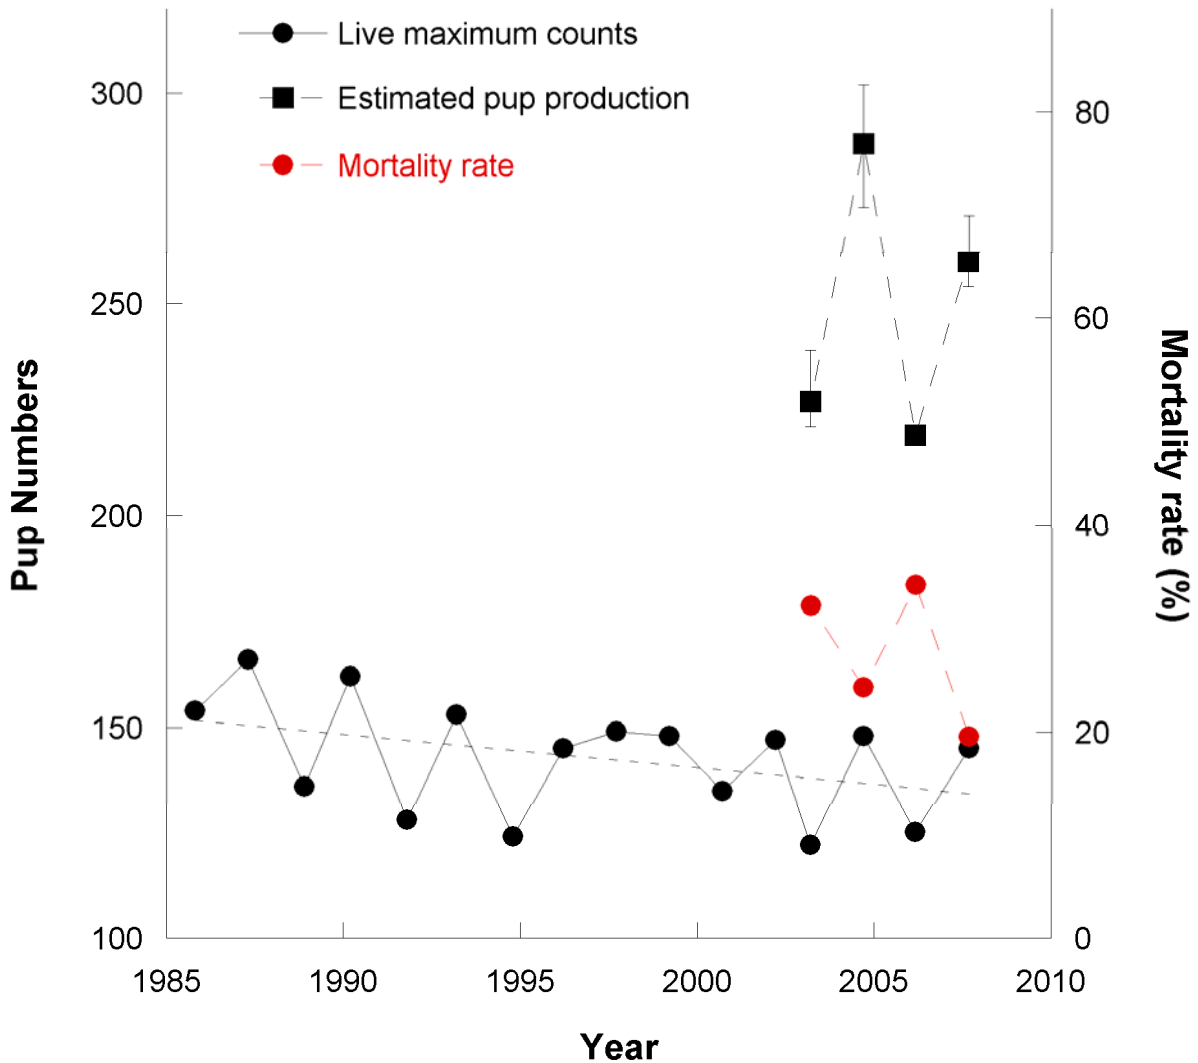 Live maximum counts
Estimated pup production
Mortality rate
300
250
200
150
100
80
60
40
20
0
1985 1990 1995 2000 2005 2010
Pup Numbers
Mortality rate (%)
Year